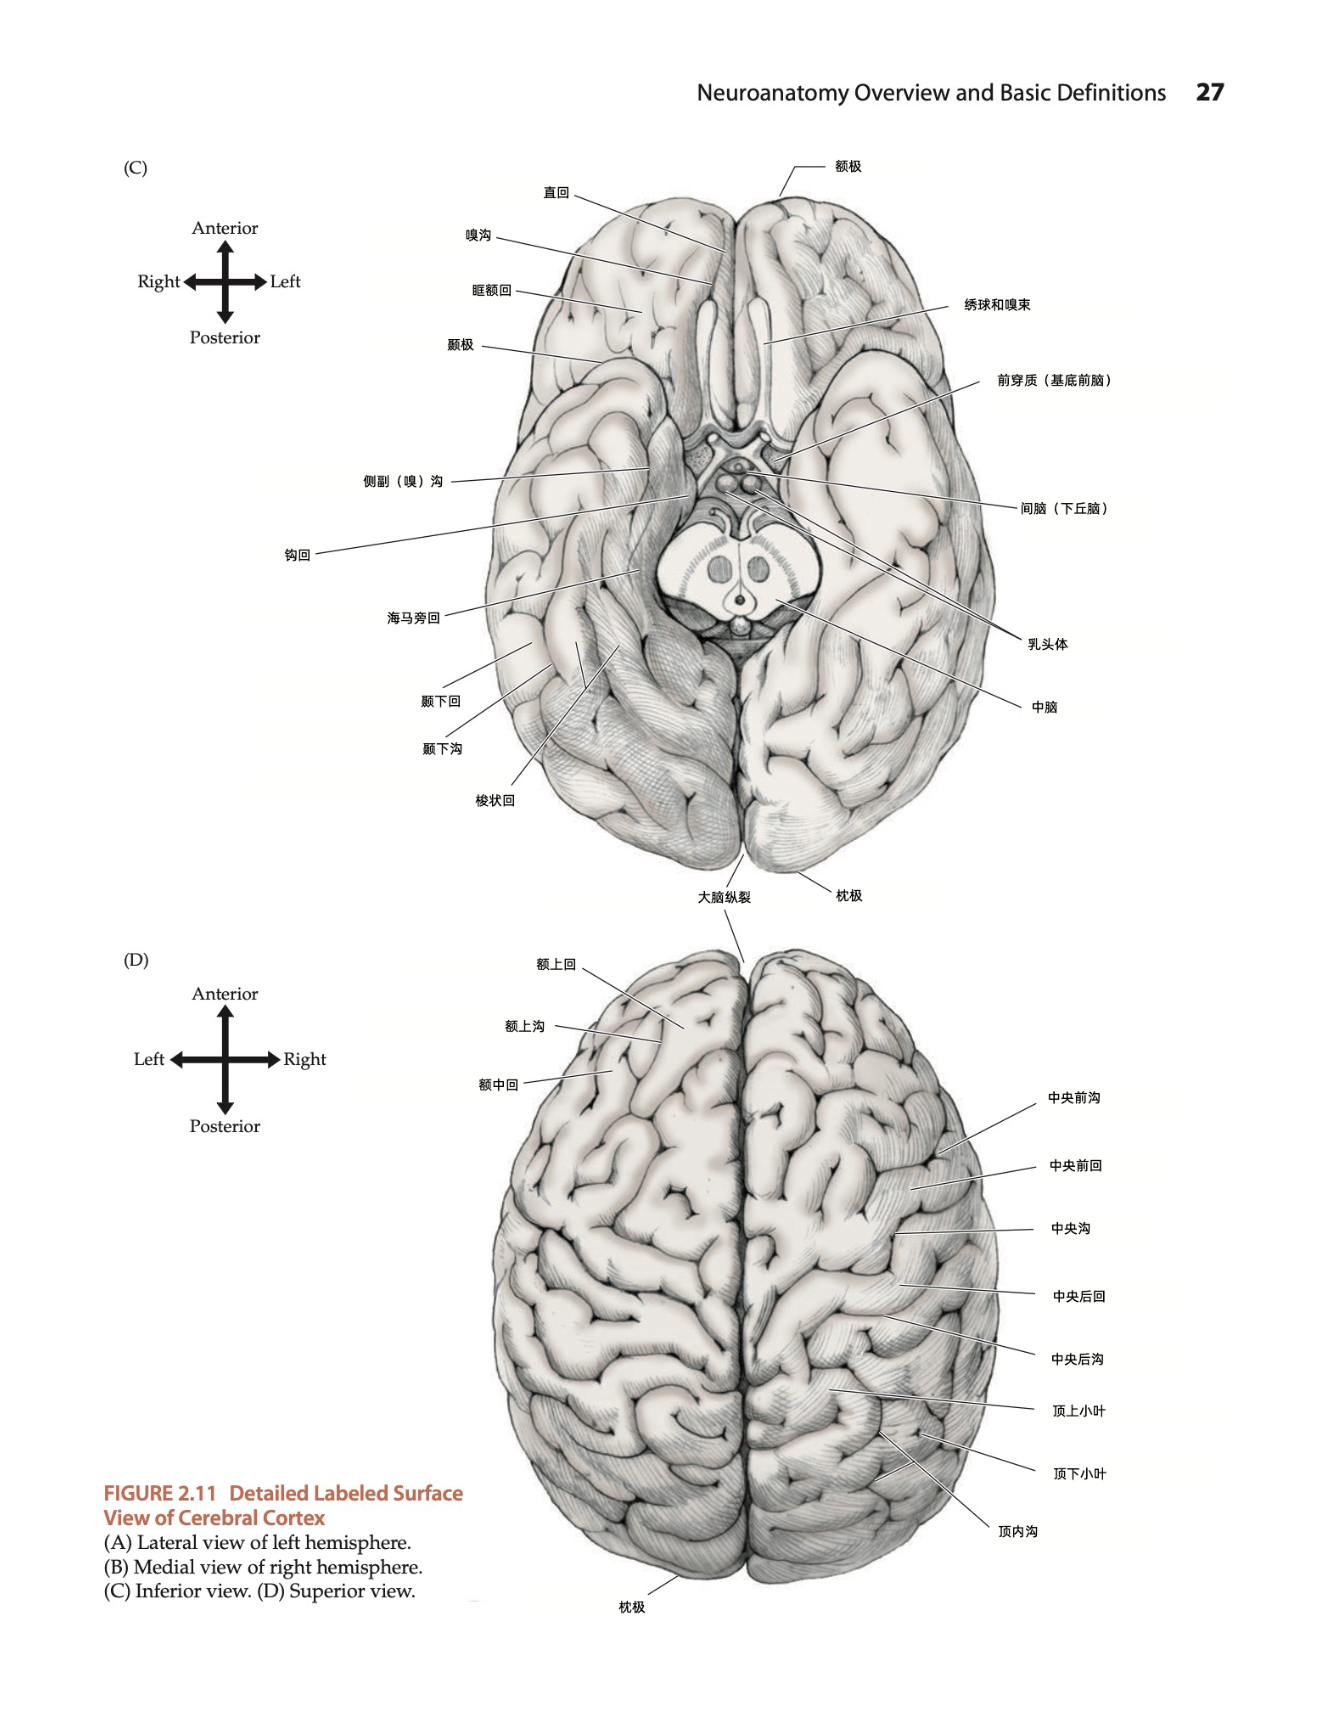 Neuroanatomy Overview and Basic Definitions 27
(C)
Anterior
Right
Left
Posterior
额极
直回
嗅沟
眶额回
颞极
绣球和嗅束
前穿质（基底前脑）
侧副（嗅）沟
间脑（下丘脑）
钩回
海马旁回
乳头体
颞下回
中脑
颞下沟
梭状回
大脑纵裂
枕极
(D)
Anterior
Left
Right
Posterior
额上回
额上沟
额中回
中央前沟
中央前回
中央沟
中央后回
中央后沟
顶上小叶
顶下小叶
顶内沟
枕极
FIGURE 2.11 Detailed Labeled Surface
View of Cerebral Cortex
(A) Lateral view of left hemisphere.
(B) Medial view of right hemisphere.
(C) Inferior view. (D) Superior view.